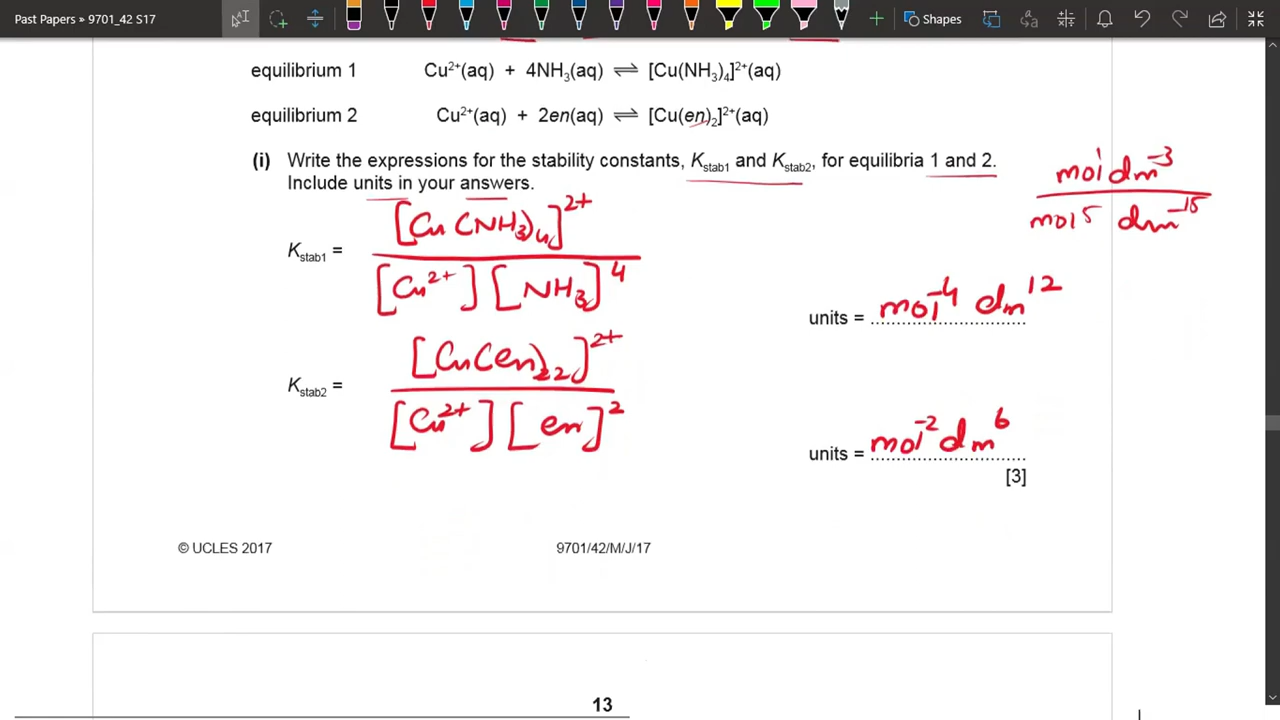 Past Papers » 9701_42 S17
Shapes
equilibrium 1 Cu²⁺(aq) + 4NH₃(aq) ⇌ [Cu(NH₃)₄]²⁺(aq)
equilibrium 2 Cu²⁺(aq) + 2en(aq) ⇌ [Cu(en)₂]²⁺(aq)
(i) Write the expressions for the stability constants, Kstab1 and Kstab2, for equilibria 1 and 2.
Include units in your answers.
mol¹ dm⁻³
mol⁵ dm⁻¹⁵
[Cu(NH₃)₄]²⁺
Kstab1 =
[Cu²⁺] [NH₃]⁴
units = mol⁻⁴ dm¹²
[Cu(en)₂₂]²⁺
Kstab2 =
[Cu²⁺] [en]²
units = mol⁻² dm⁶
[3]
© UCLES 2017 9701/42/M/J/17
13